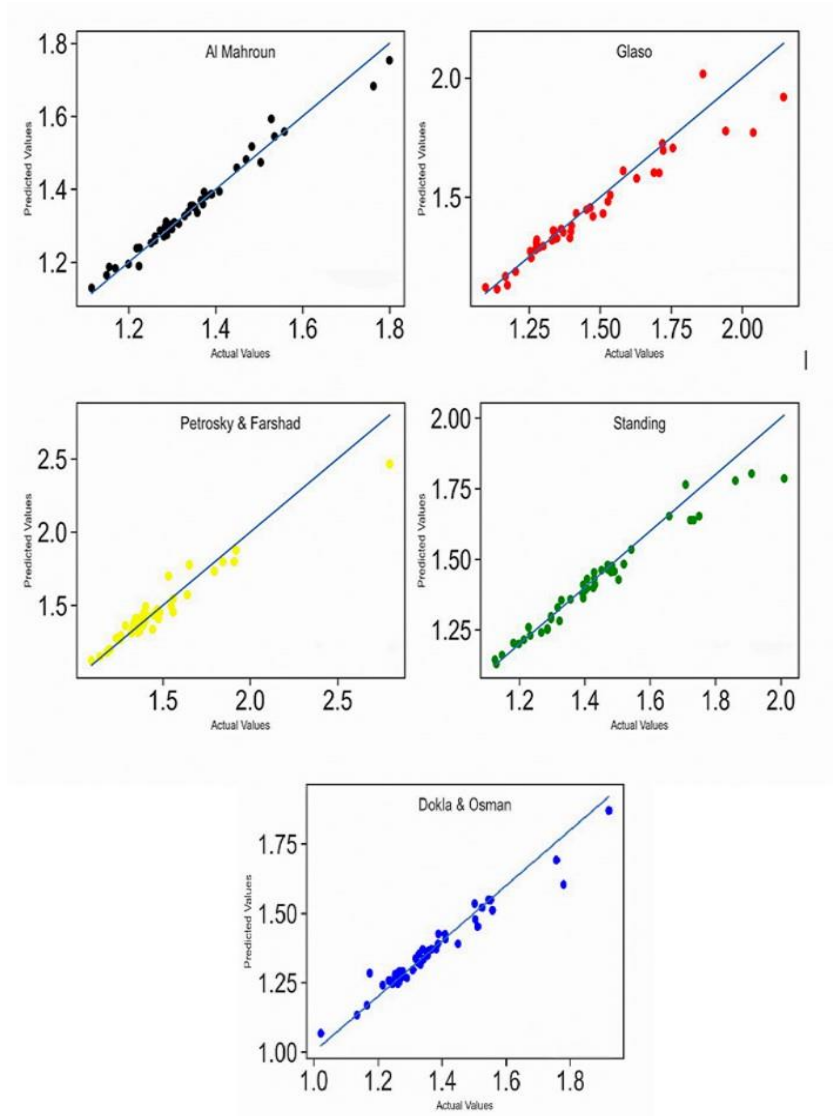 Al Mahroun
1.8
1.6
1.4
1.2
Predicted Values
1.2 1.4 1.6 1.8
Actual Values
Glaso
2.0
1.5
Predicted Values
1.25 1.50 1.75 2.00
Actual Values
Petrosky & Farshad
2.5
2.0
1.5
Predicted Values
1.5 2.0 2.5
Actual Values
Standing
2.00
1.75
1.50
1.25
Predicted Values
1.2 1.4 1.6 1.8 2.0
Actual Values
Dokla & Osman
1.75
1.50
1.25
1.00
Predicted Values
1.0 1.2 1.4 1.6 1.8
Actual Values